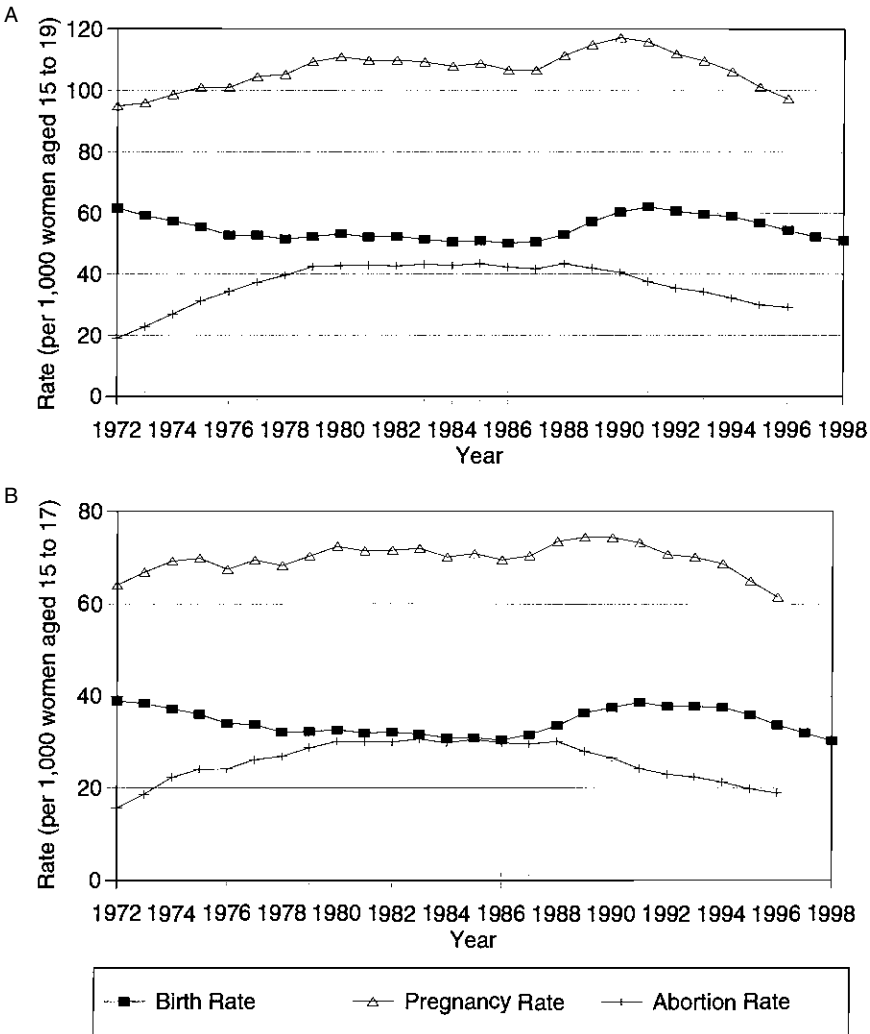 A
Rate (per 1,000 women aged 15 to 19)
120
100
80
60
40
20
0
1972 1974 1976 1978 1980 1982 1984 1986 1988 1990 1992 1994 1996 1998
Year
B
Rate (per 1,000 women aged 15 to 17)
80
60
40
20
0
1972 1974 1976 1978 1980 1982 1984 1986 1988 1990 1992 1994 1996 1998
Year
Birth Rate Pregnancy Rate Abortion Rate